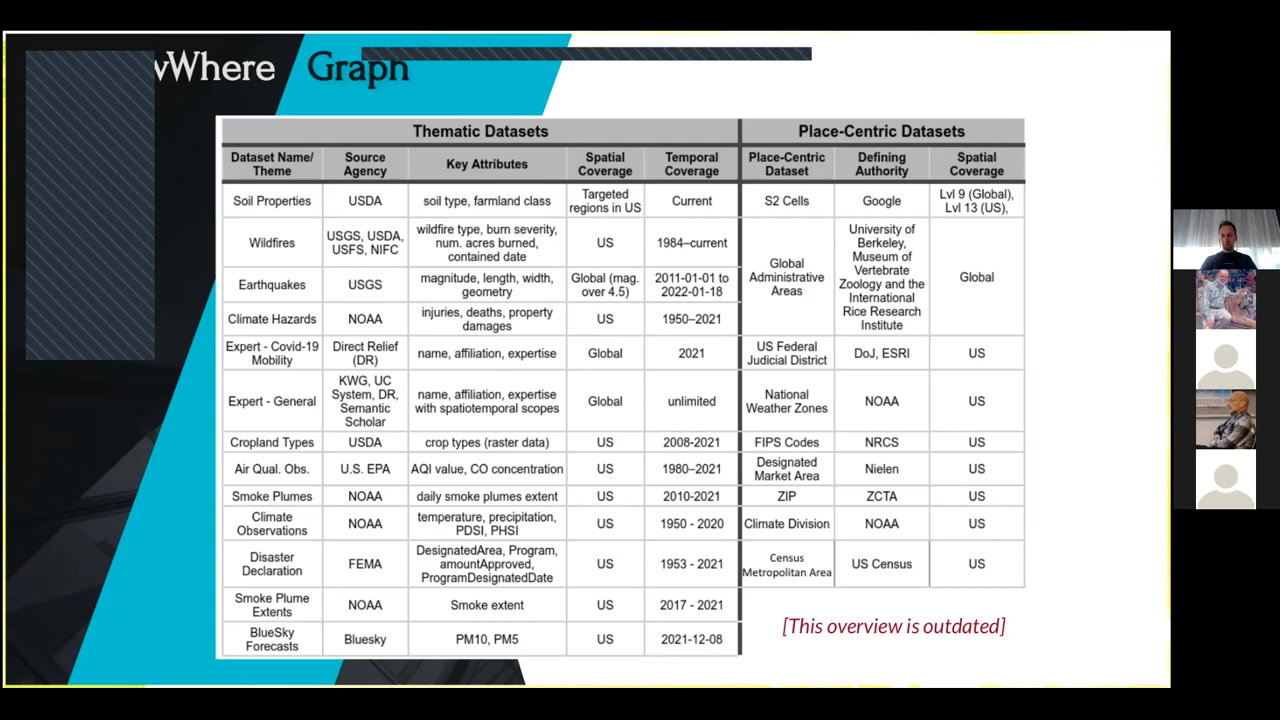 vWhere Graph
Thematic Datasets
Place-Centric Datasets
Dataset Name/
Theme
Source
Agency
Key Attributes
Spatial
Coverage
Temporal
Coverage
Place-Centric
Dataset
Defining
Authority
Spatial
Coverage
Soil Properties
USDA
soil type, farmland class
Targeted
regions in US
Current
S2 Cells
Google
Lvl 9 (Global),
Lvl 13 (US),
Wildfires
USGS, USDA,
USFS, NIFC
wildfire type, burn severity,
num. acres burned,
contained date
US
1984–current
Global
Administrative
Areas
University of
Berkeley,
Museum of
Vertebrate
Zoology and the
International
Rice Research
Institute
Global
Earthquakes
USGS
magnitude, length, width,
geometry
Global (mag.
over 4.5)
2011-01-01 to
2022-01-18
Climate Hazards
NOAA
injuries, deaths, property
damages
US
1950–2021
Expert - Covid-19
Mobility
Direct Relief
(DR)
name, affiliation, expertise
Global
2021
US Federal
Judicial District
DoJ, ESRI
US
Expert - General
KWG, UC
System, DR,
Semantic
Scholar
name, affiliation, expertise
with spatiotemporal scopes
Global
unlimited
National
Weather Zones
NOAA
US
Cropland Types
USDA
crop types (raster data)
US
2008-2021
FIPS Codes
NRCS
US
Air Qual. Obs.
U.S. EPA
AQI value, CO concentration
US
1980–2021
Designated
Market Area
Nielen
US
Smoke Plumes
NOAA
daily smoke plumes extent
US
2010-2021
ZIP
ZCTA
US
Climate
Observations
NOAA
temperature, precipitation,
PDSI, PHSI
US
1950 - 2020
Climate Division
NOAA
US
Disaster
Declaration
FEMA
DesignatedArea, Program,
amountApproved,
ProgramDesignatedDate
US
1953 - 2021
Census
Metropolitan Area
US Census
US
Smoke Plume
Extents
NOAA
Smoke extent
US
2017 - 2021
BlueSky
Forecasts
Bluesky
PM10, PM5
US
2021-12-08
[This overview is outdated]